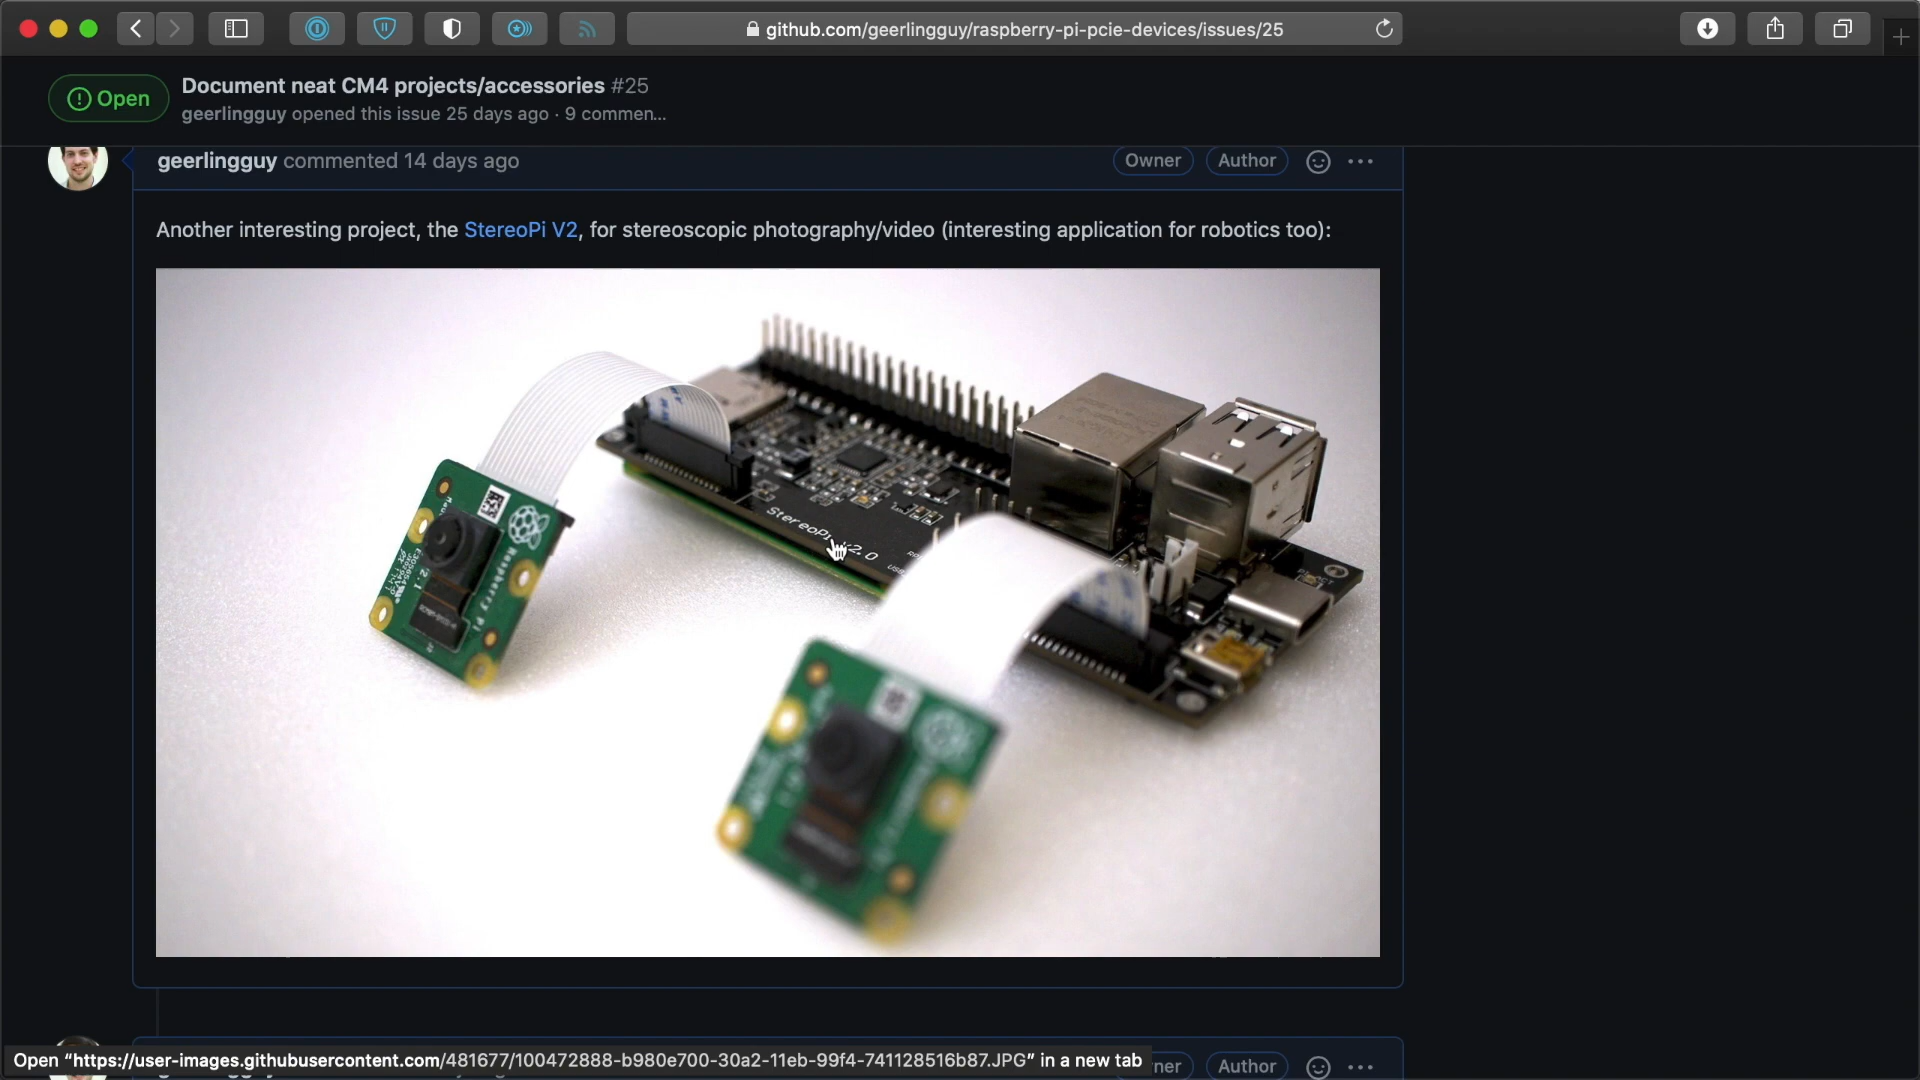 github.com/geerlingguy/raspberry-pi-pcie-devices/issues/25
Open
Document neat CM4 projects/accessories #25
geerlingguy opened this issue 25 days ago · 9 commen...
geerlingguy commented 14 days ago
Owner
Author
Another interesting project, the StereoPi V2, for stereoscopic photography/video (interesting application for robotics too):
StereoPi v2.0
Raspberry Pi
Open “https://user-images.githubusercontent.com/481677/100472888-b980e700-30a2-11eb-99f4-741128516b87.JPG” in a new tab
Author